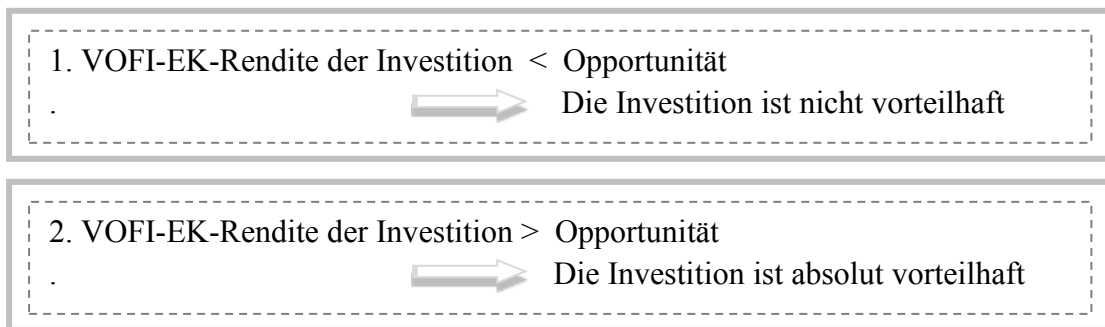 1. VOFI-EK-Rendite der Investition < Opportunität
. Die Investition ist nicht vorteilhaft
2. VOFI-EK-Rendite der Investition > Opportunität
. Die Investition ist absolut vorteilhaft